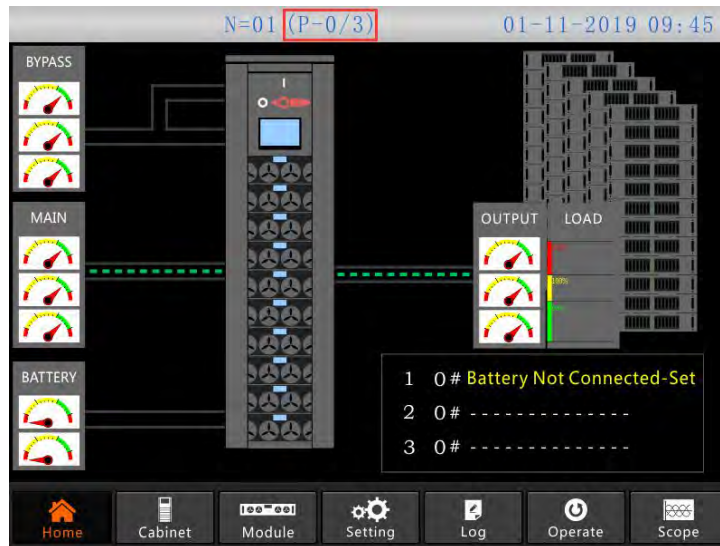 N=01 (P-0/3) 01-11-2019 09:45
BYPASS
MAIN
OUTPUT LOAD
100%
BATTERY
1 0# Battery Not Connected-Set
2 0# - - - - - - - - - - - - - -
3 0# - - - - - - - - - - - - - -
Home Cabinet Module Setting Log Operate Scope